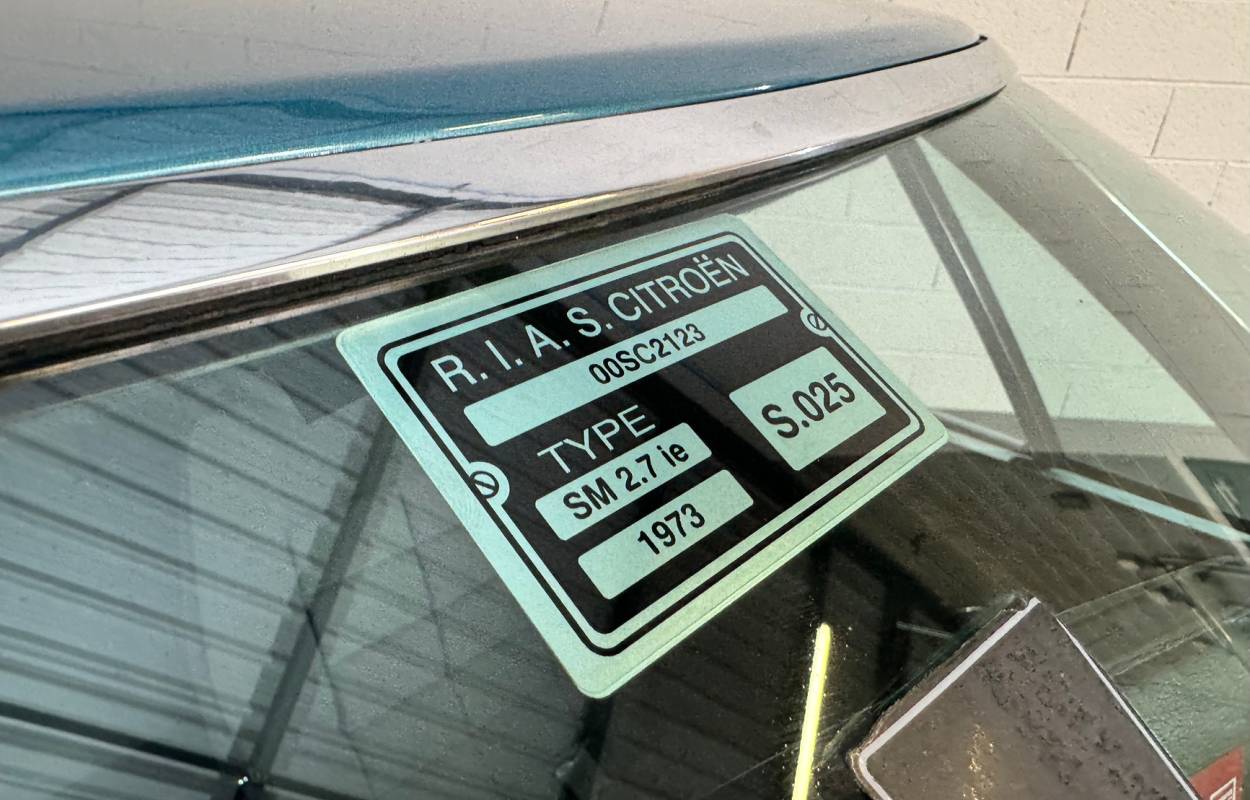 R. I. A. S. CITROËN
00SC2123
TYPE
SM 2.7 ie
S.025
1973